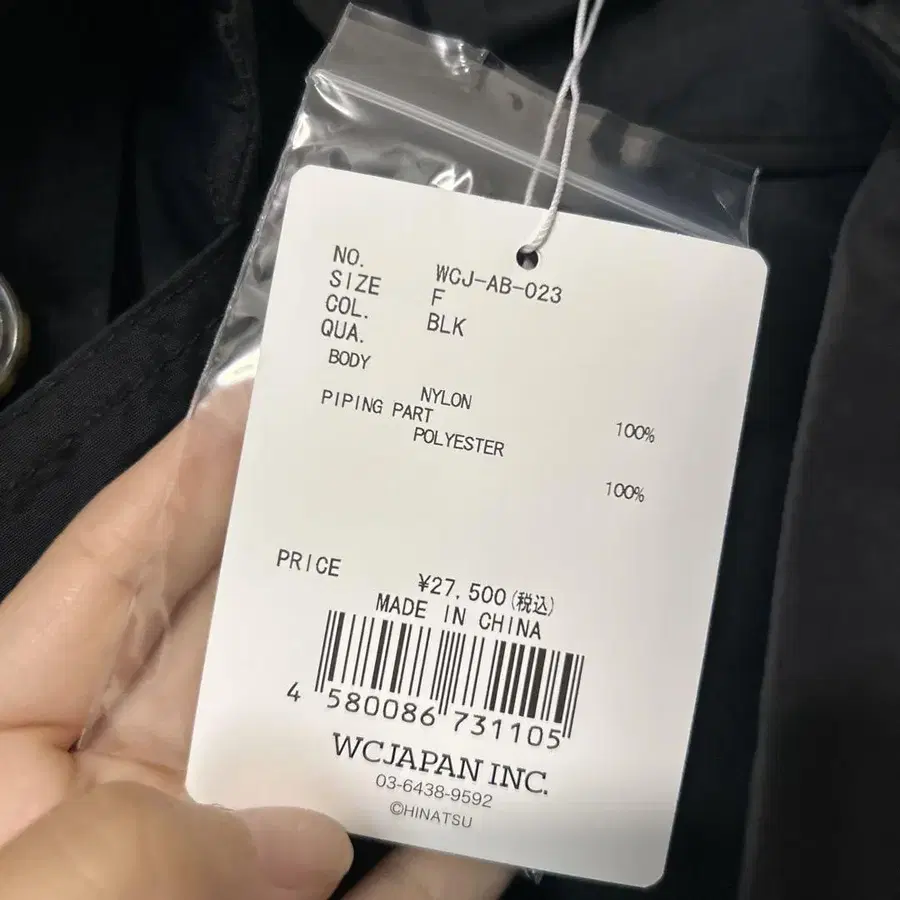 NO. WCJ-AB-023
SIZE F
COL. BLK
QUA.
BODY
NYLON 100%
PIPING PART
POLYESTER 100%
PRICE ¥27,500(税込)
MADE IN CHINA
4 580086 731105
WCJAPAN INC.
03-6438-9592
©HINATSU